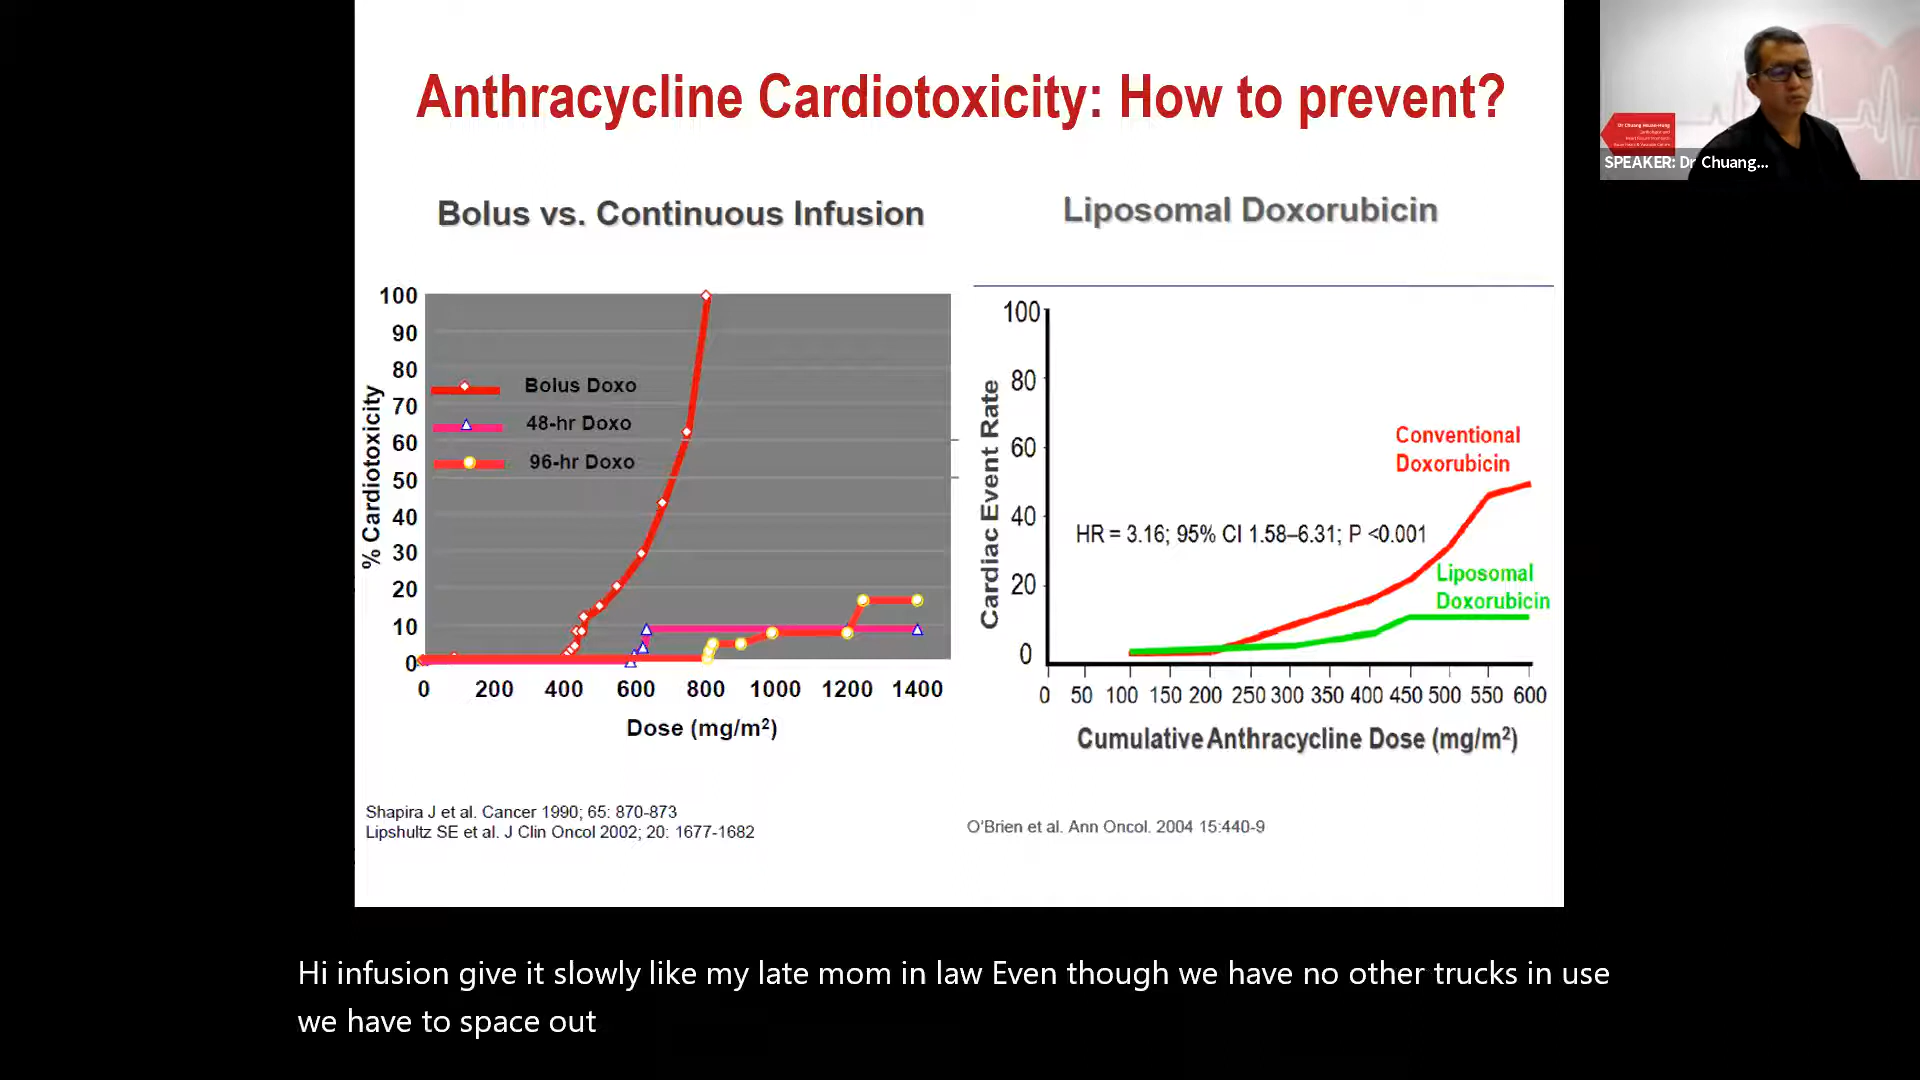 Anthracycline Cardiotoxicity: How to prevent?
Bolus vs. Continuous Infusion
% Cardiotoxicity
100
90
80
70
60
50
40
30
20
10
0
Bolus Doxo
48-hr Doxo
96-hr Doxo
0 200 400 600 800 1000 1200 1400
Dose (mg/m²)
Shapira J et al. Cancer 1990; 65: 870-873
Lipshultz SE et al. J Clin Oncol 2002; 20: 1677-1682
Liposomal Doxorubicin
Cardiac Event Rate
100
80
60
40
20
0
Conventional
Doxorubicin
HR = 3.16; 95% CI 1.58–6.31; P <0.001
Liposomal
Doxorubicin
0 50 100 150 200 250 300 350 400 450 500 550 600
Cumulative Anthracycline Dose (mg/m²)
O'Brien et al. Ann Oncol. 2004 15:440-9
SPEAKER: Dr Chuang...
Hi infusion give it slowly like my late mom in law Even though we have no other trucks in use
we have to space out